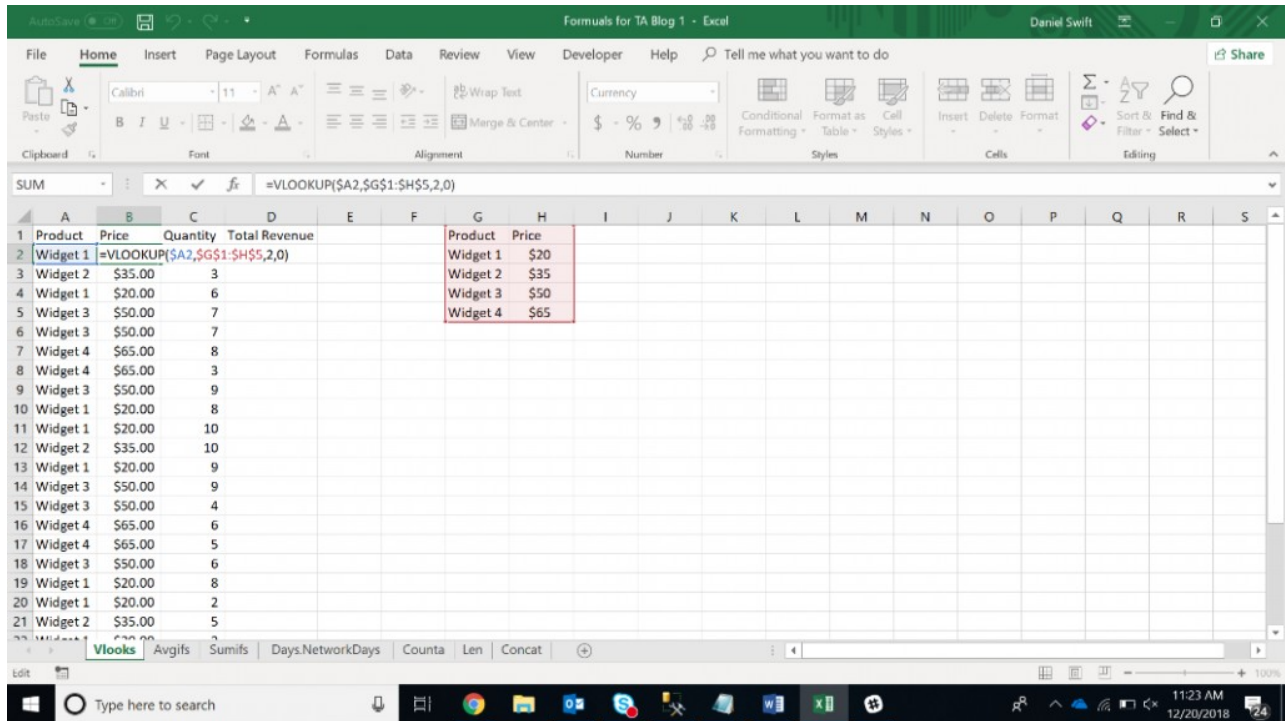 AutoSave Off Formuals for TA Blog 1 - Excel Daniel Swift
File Home Insert Page Layout Formulas Data Review View Developer Help Tell me what you want to do Share
Paste Calibri 11 A A Wrap Text Currency Conditional Format as Cell Insert Delete Format Sort & Find &
B I U A Merge & Center $ % Formatting Table Styles Filter Select
Clipboard Font Alignment Number Styles Cells Editing
SUM fx =VLOOKUP($A2,$G$1:$H$5,2,0)
A B C D E F G H I J K L M N O P Q R S
1 Product Price Quantity Total Revenue Product Price
2 Widget 1 =VLOOKUP($A2,$G$1:$H$5,2,0) Widget 1 $20
3 Widget 2 $35.00 3 Widget 2 $35
4 Widget 1 $20.00 6 Widget 3 $50
5 Widget 3 $50.00 7 Widget 4 $65
6 Widget 3 $50.00 7
7 Widget 4 $65.00 8
8 Widget 4 $65.00 3
9 Widget 3 $50.00 9
10 Widget 1 $20.00 8
11 Widget 1 $20.00 10
12 Widget 2 $35.00 10
13 Widget 1 $20.00 9
14 Widget 3 $50.00 9
15 Widget 3 $50.00 4
16 Widget 4 $65.00 6
17 Widget 4 $65.00 5
18 Widget 3 $50.00 6
19 Widget 1 $20.00 8
20 Widget 1 $20.00 2
21 Widget 2 $35.00 5
Vlooks Avgifs Sumifs Days.NetworkDays Counta Len Concat
Edit 100%
Type here to search 11:23 AM
12/20/2018 24